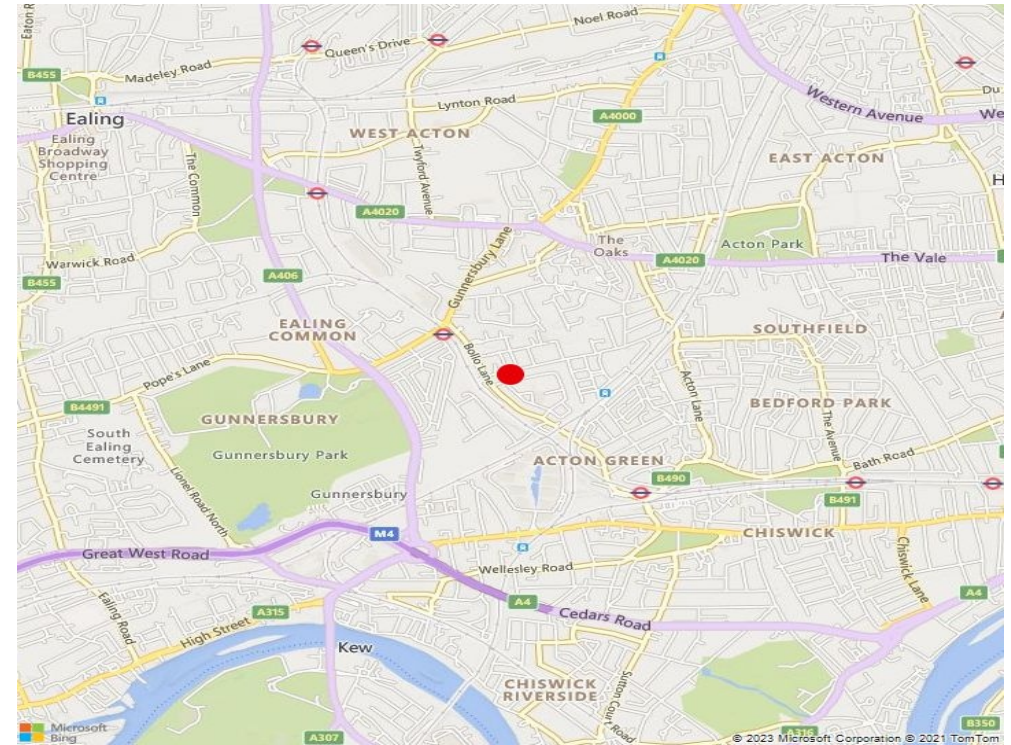 Noel Road
Queen's Drive
B455
Madeley Road
Ealing
Ealing
Broadway
Shopping
Centre
The Common
Lynton Road
WEST ACTON
Twyford Avenue
A4000
Western Avenue
Du
We
EAST ACTON
H
A4020
Gunnersbury Lane
The
Oaks
Acton Park
A4020
The Vale
Warwick Road
B455
A406
EALING
COMMON
SOUTHFIELD
Bollo Lane
Pope's Lane
B4491
GUNNERSBURY
Acton Lane
BEDFORD PARK
The Avenue
South
Ealing
Cemetery
Gunnersbury Park
Bath Road
ACTON GREEN
B490
B491
Lionel Road North
Gunnersbury
M4
CHISWICK
Chiswick Lane
Great West Road
Wellesley Road
A4
A4
Cedars Road
Ealing Road
A315
High Street
Kew
CHISWICK
RIVERSIDE
Sutton Court Road
A307
A316
B350
Microsoft
Bing
© 2023 Microsoft Corporation © 2021 TomTom